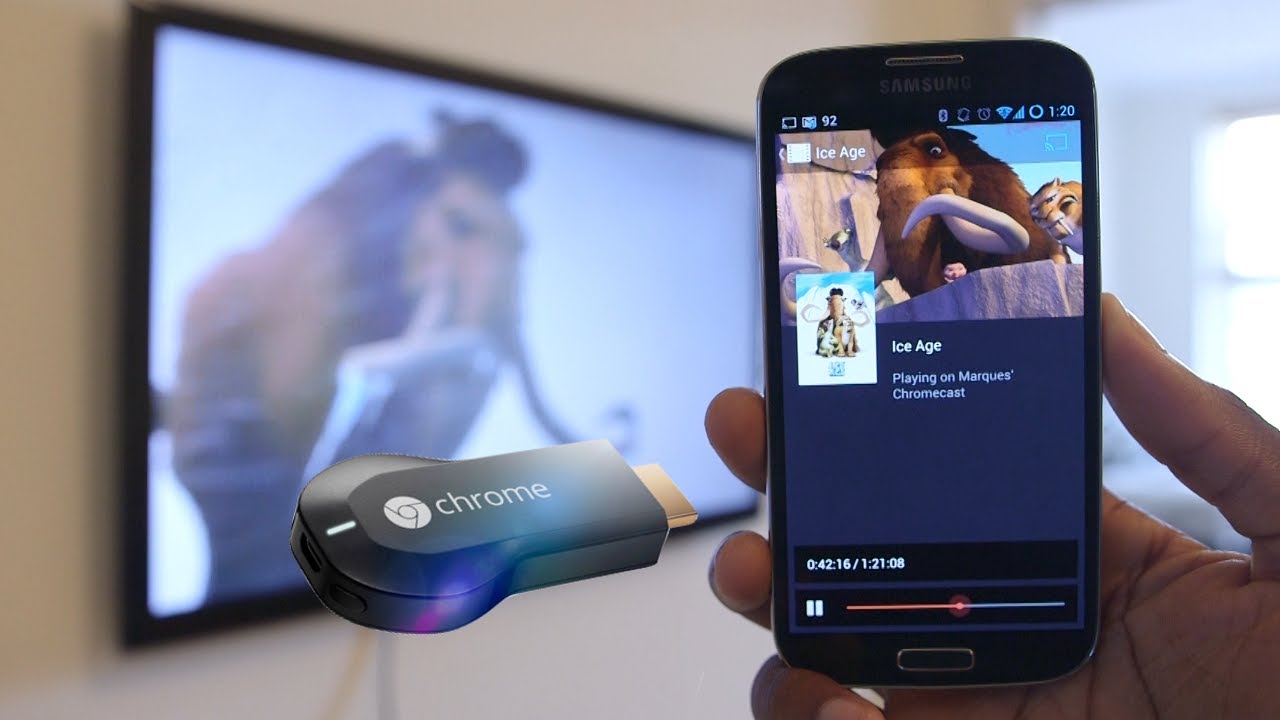 SAMSUNG
92
1:20
Ice Age
Ice Age
Playing on Marques'
Chromecast
0:42:16 / 1:21:08
chrome